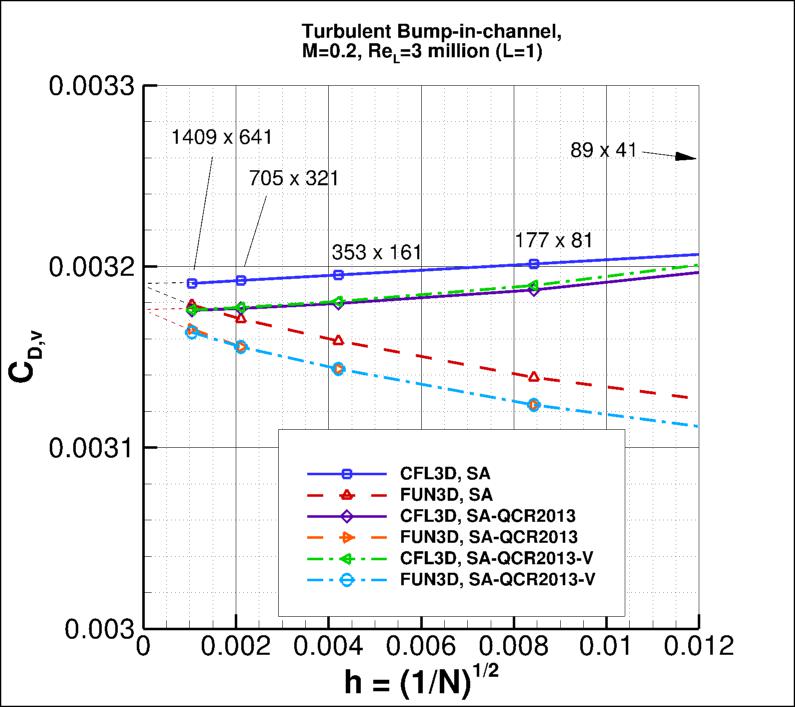 Turbulent Bump-in-channel,
M=0.2, Re_L=3 million (L=1)
0.0033
1409 x 641
89 x 41
705 x 321
177 x 81
353 x 161
0.0032
C_D,v
0.0031
CFL3D, SA
FUN3D, SA
CFL3D, SA-QCR2013
FUN3D, SA-QCR2013
CFL3D, SA-QCR2013-V
FUN3D, SA-QCR2013-V
0.003
0 0.002 0.004 0.006 0.008 0.01 0.012
h = (1/N)^1/2